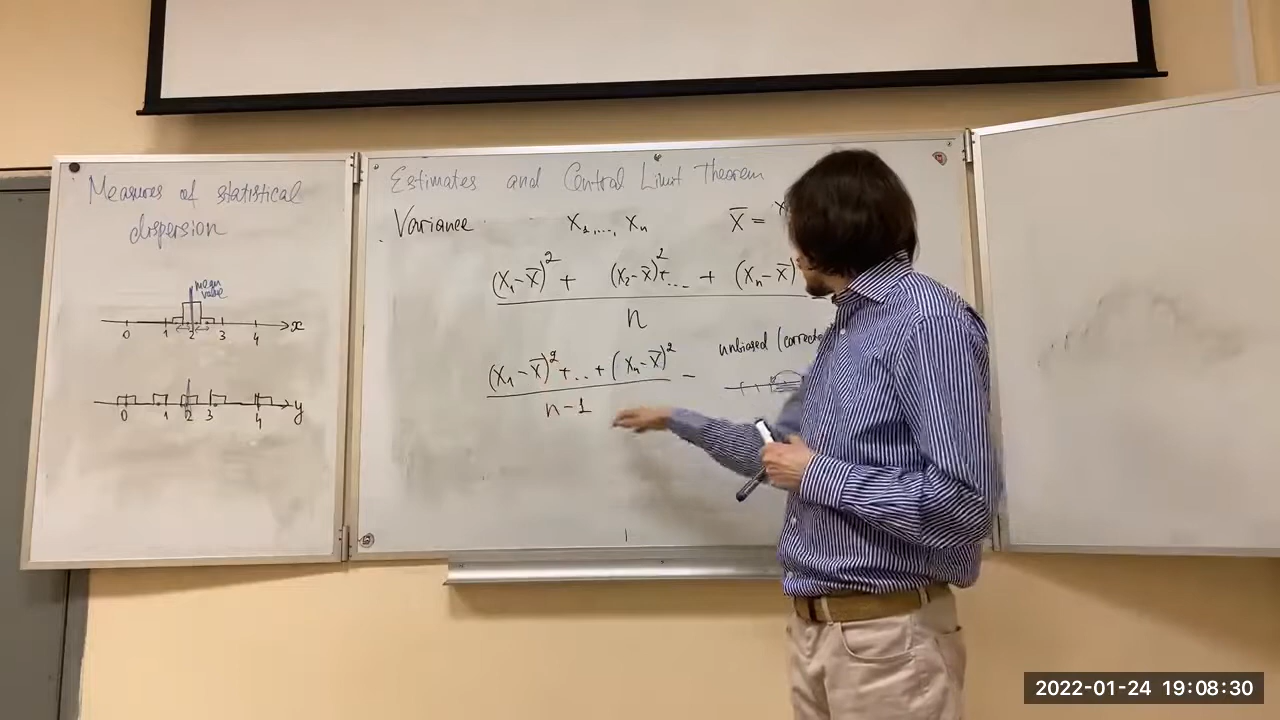 Measures of statistical
dispersion
mean
value
0 1 2 3 4 x
0 1 2 3 4 y
Estimates and Central Limit Theorem
Variance x₁,..., xₙ x̄ =
(x₁-x̄)² + (x₂-x̄)²+... + (xₙ-x̄)
n
(x₁-x̄)²+..+(xₙ-x̄)² –
n-1
unbiased (correcte
2022-01-24 19:08:30